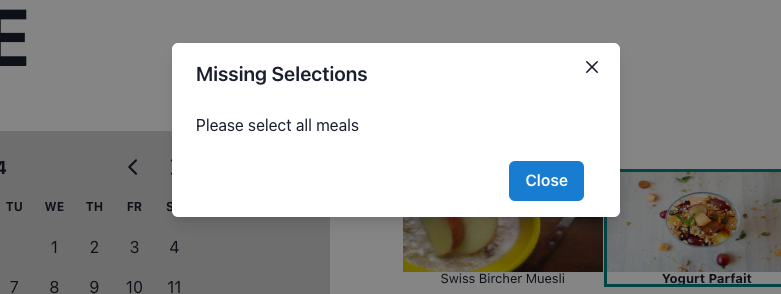 E
Missing Selections
Please select all meals
Close
4
TU WE TH FR
1 2 3 4
7 8 9 10 11
Swiss Bircher Muesli
Yogurt Parfait